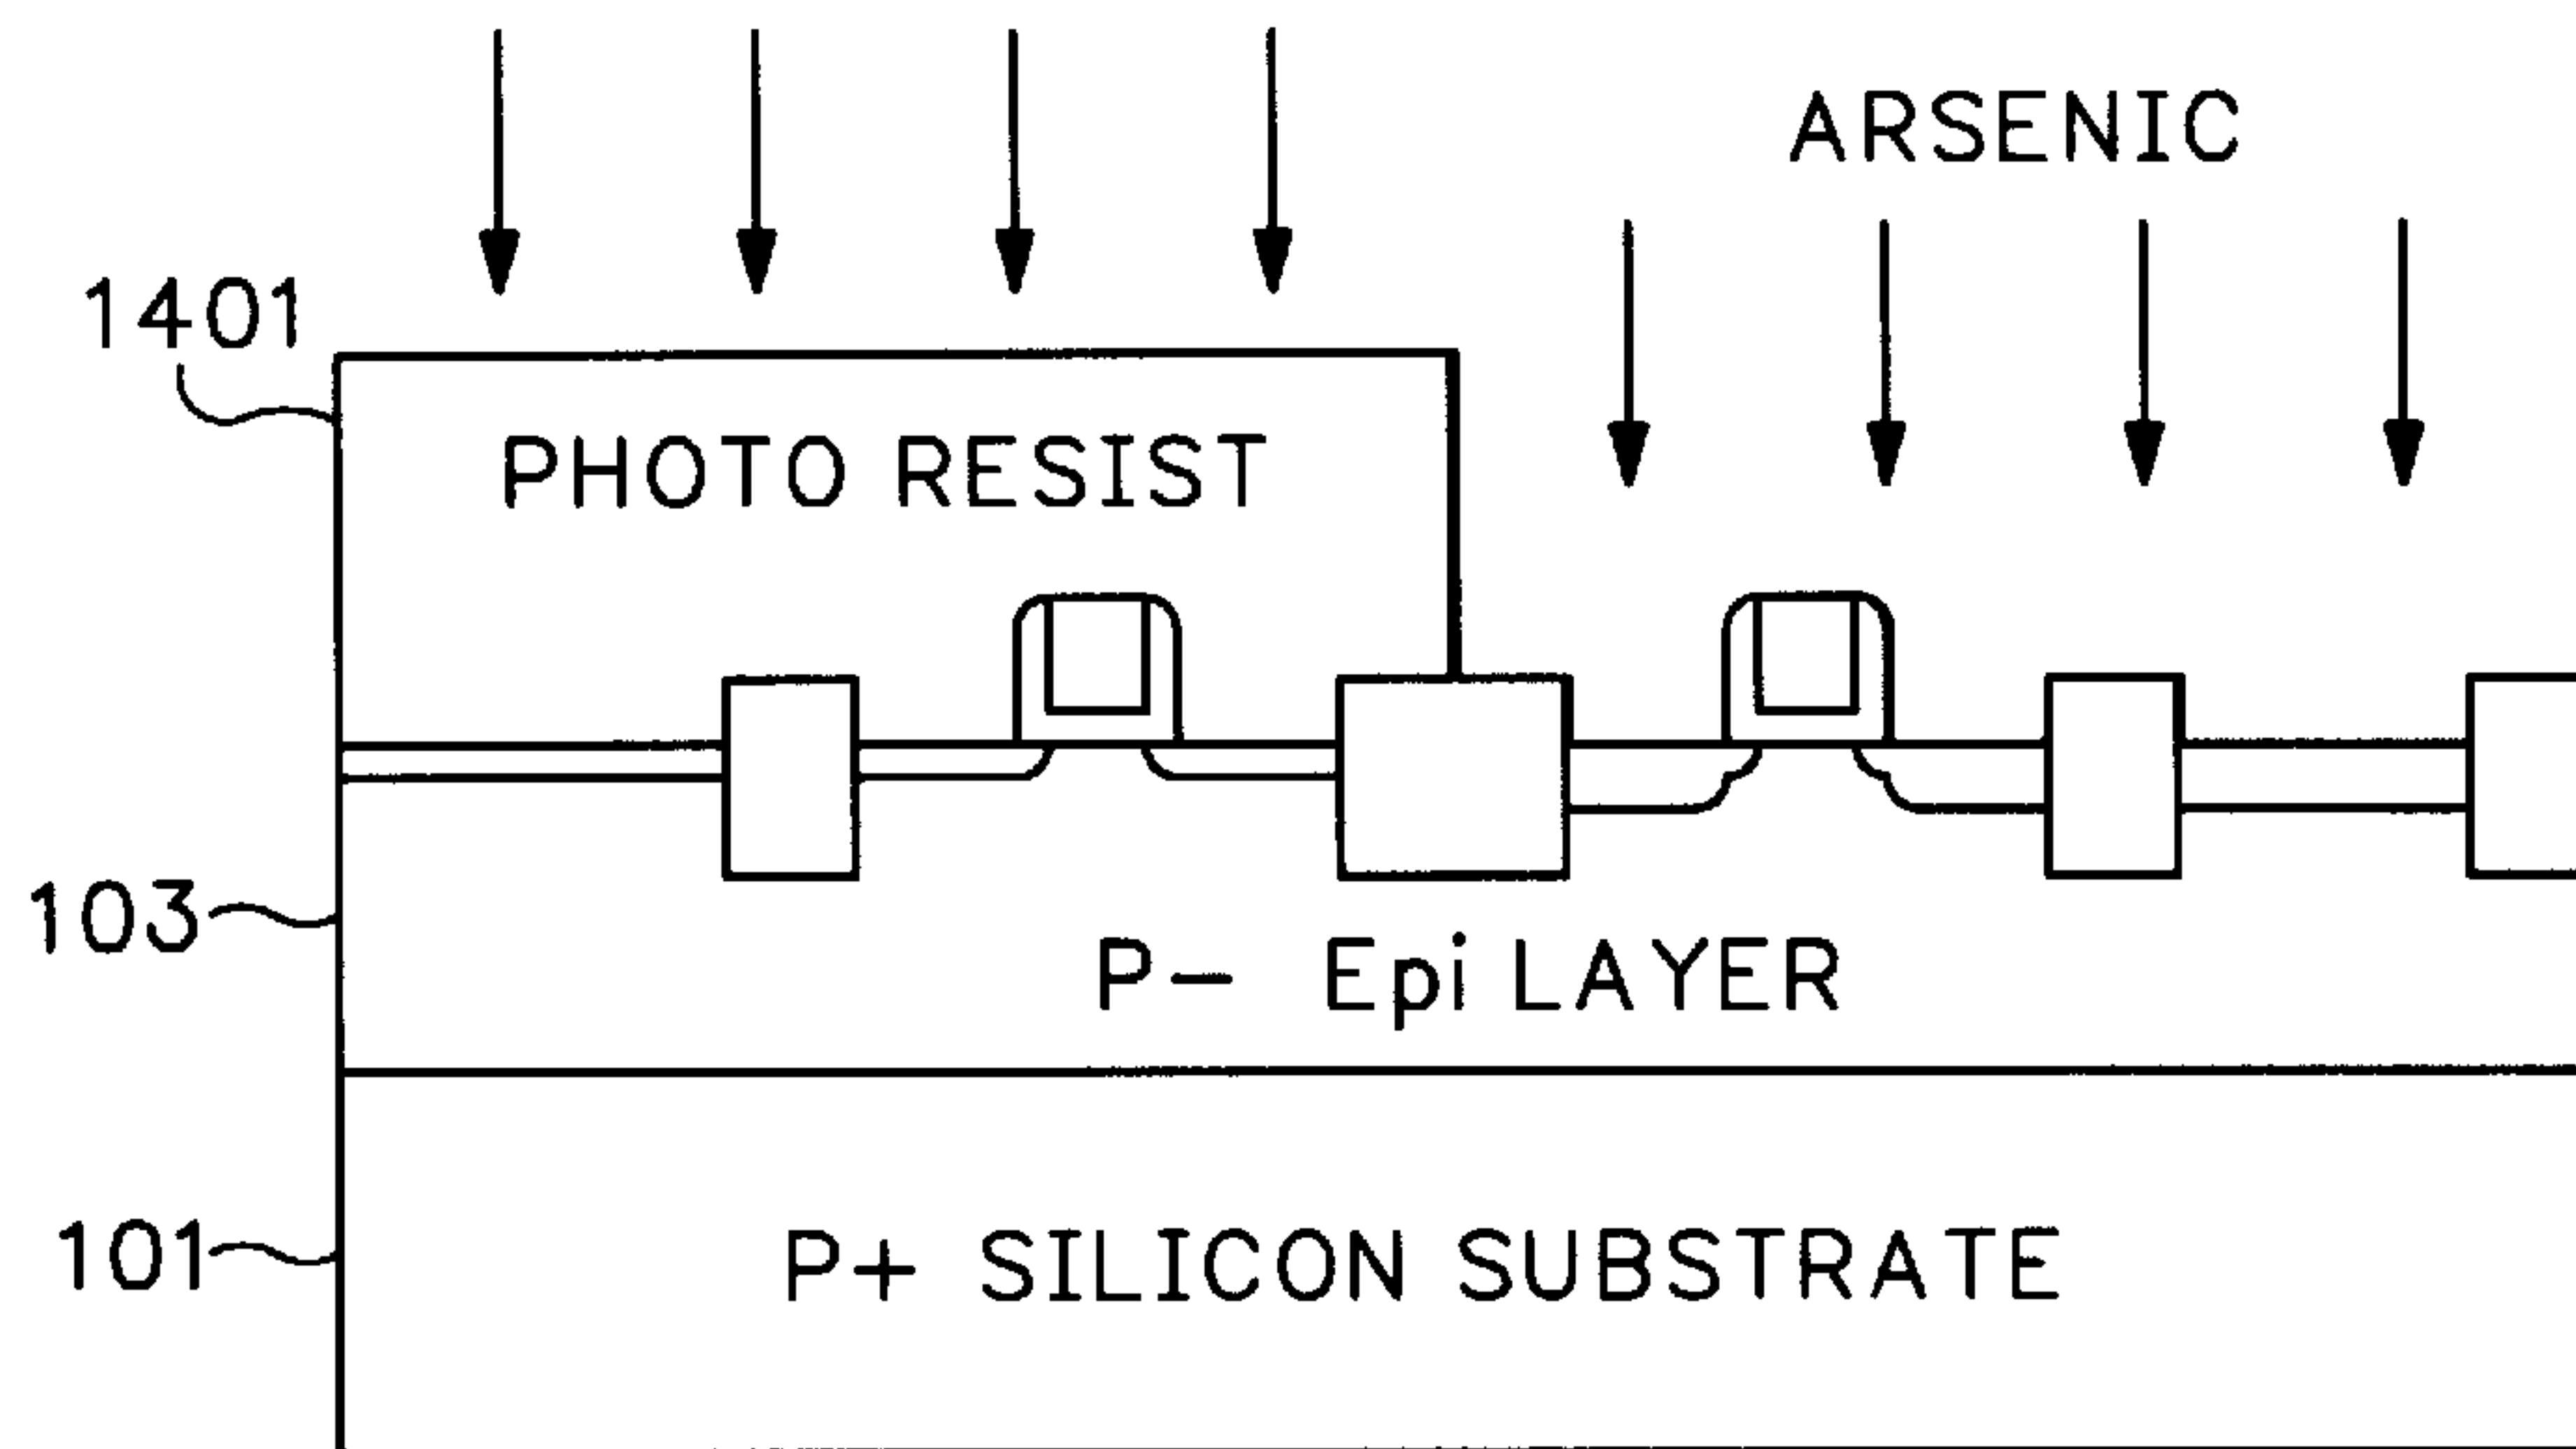 ARSENIC
1401
PHOTO RESIST
103
P- Epi LAYER
101
P+ SILICON SUBSTRATE